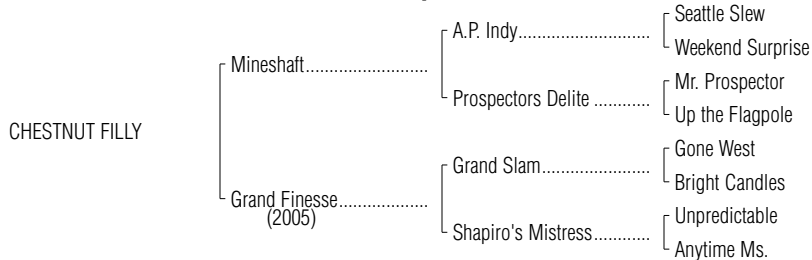 Seattle Slew
A.P. Indy............................
Weekend Surprise
Mineshaft..........................
Mr. Prospector
Prospectors Delite ............
Up the Flagpole
CHESTNUT FILLY
Gone West
Grand Slam.......................
Bright Candles
Grand Finesse...................
(2005)
Unpredictable
Shapiro's Mistress............
Anytime Ms.